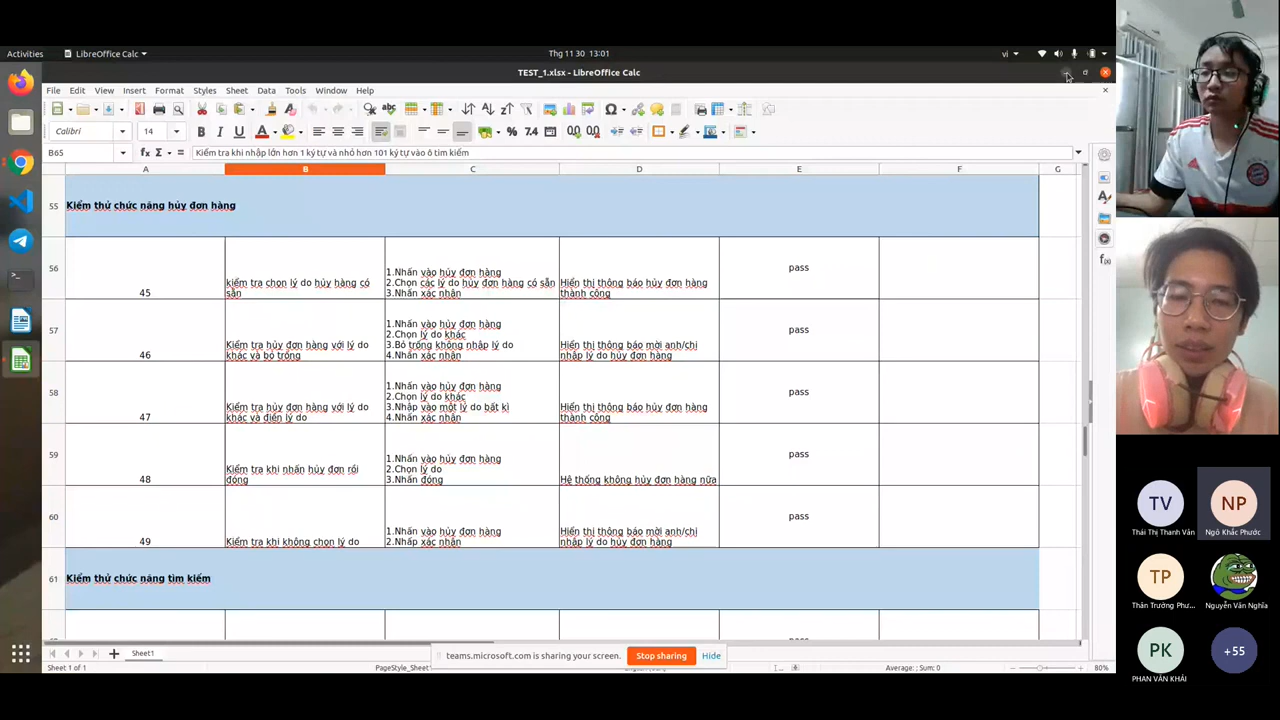 Activities
LibreOffice Calc
Thg 11 30 13:01
vi
TEST_1.xlsx - LibreOffice Calc
File Edit View Insert Format Styles Sheet Data Tools Window Help
Calibri
14
B65
Kiểm tra khi nhập lớn hơn 1 ký tự và nhỏ hơn 101 ký tự vào ô tìm kiếm
A B C D E F G
55
Kiểm thử chức năng hủy đơn hàng
56
45
kiểm tra chọn lý do hủy hàng có
sẵn
1.Nhấn vào hủy đơn hàng
2.Chọn các lý do hủy đơn hàng có sẵn
3.Nhấn xác nhận
Hiển thị thông báo hủy đơn hàng
thành công
pass
57
46
Kiểm tra hủy đơn hàng với lý do
khác và bỏ trống
1.Nhấn vào hủy đơn hàng
2.Chọn lý do khác
3.Bỏ trống không nhập lý do
4.Nhấn xác nhận
Hiển thị thông báo mời anh/chị
nhập lý do hủy đơn hàng
pass
58
47
Kiểm tra hủy đơn hàng với lý do
khác và điền lý do
1.Nhấn vào hủy đơn hàng
2.Chọn lý do khác
3.Nhập vào một lý do bất kì
4.Nhấn xác nhận
Hiển thị thông báo hủy đơn hàng
thành công
pass
59
48
Kiểm tra khi nhấn hủy đơn rồi
đóng
1.Nhấn vào hủy đơn hàng
2.Chọn lý do
3.Nhấn đóng
Hệ thống không hủy đơn hàng nữa
pass
60
49
Kiểm tra khi không chọn lý do
1.Nhấn vào hủy đơn hàng
2.Nhấp xác nhận
Hiển thị thông báo mời anh/chị
nhập lý do hủy đơn hàng
pass
61
Kiểm thử chức năng tìm kiếm
Sheet1
teams.microsoft.com is sharing your screen.
Stop sharing
Hide
Sheet 1 of 1
PageStyle_Sheet1
Average: ; Sum: 0
80%
TV
Thái Thị Thanh Vân
NP
Ngô Khắc Phước
TP
Thân Trường Phư...
Nguyễn Văn Nghĩa
PK
PHAN VĂN KHẢI
+55